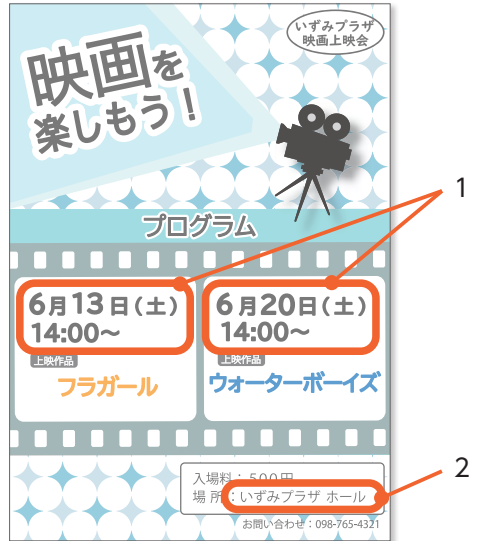 いずみプラザ
映画上映会
映画を
楽しもう!
プログラム
1
6月13日(土)
14:00~
上映作品
フラガール
6月20日(土)
14:00~
上映作品
ウォーターボーイズ
入場料:500円
場 所:いずみプラザ ホール
2
お問い合わせ:098-765-4321